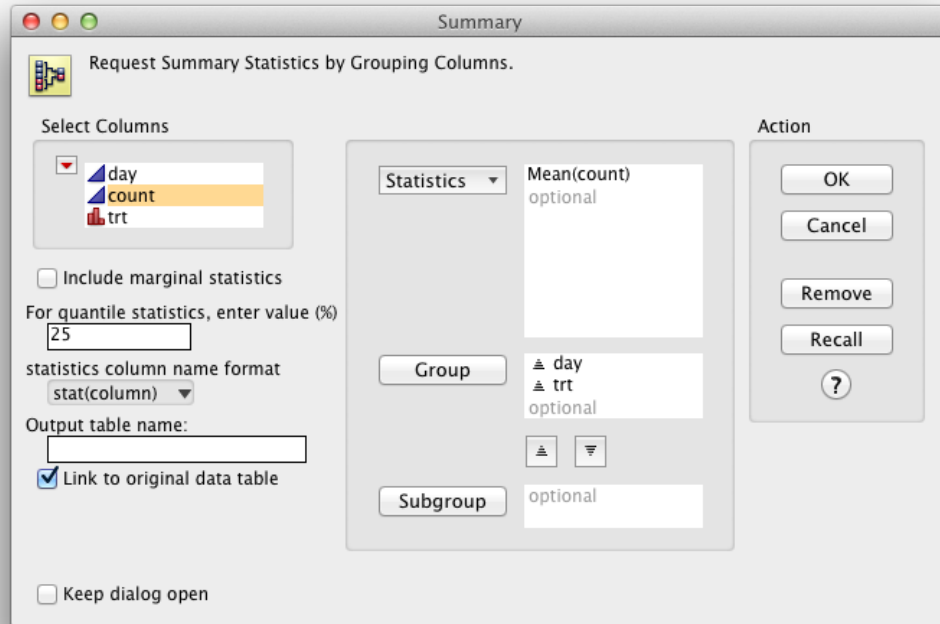 Summary
Request Summary Statistics by Grouping Columns.
Select Columns
day
count
trt
Include marginal statistics
For quantile statistics, enter value (%)
25
statistics column name format
stat(column)
Output table name:
Link to original data table
Keep dialog open
Statistics
Mean(count)
optional
Group
day
trt
optional
Subgroup
optional
Action
OK
Cancel
Remove
Recall
?